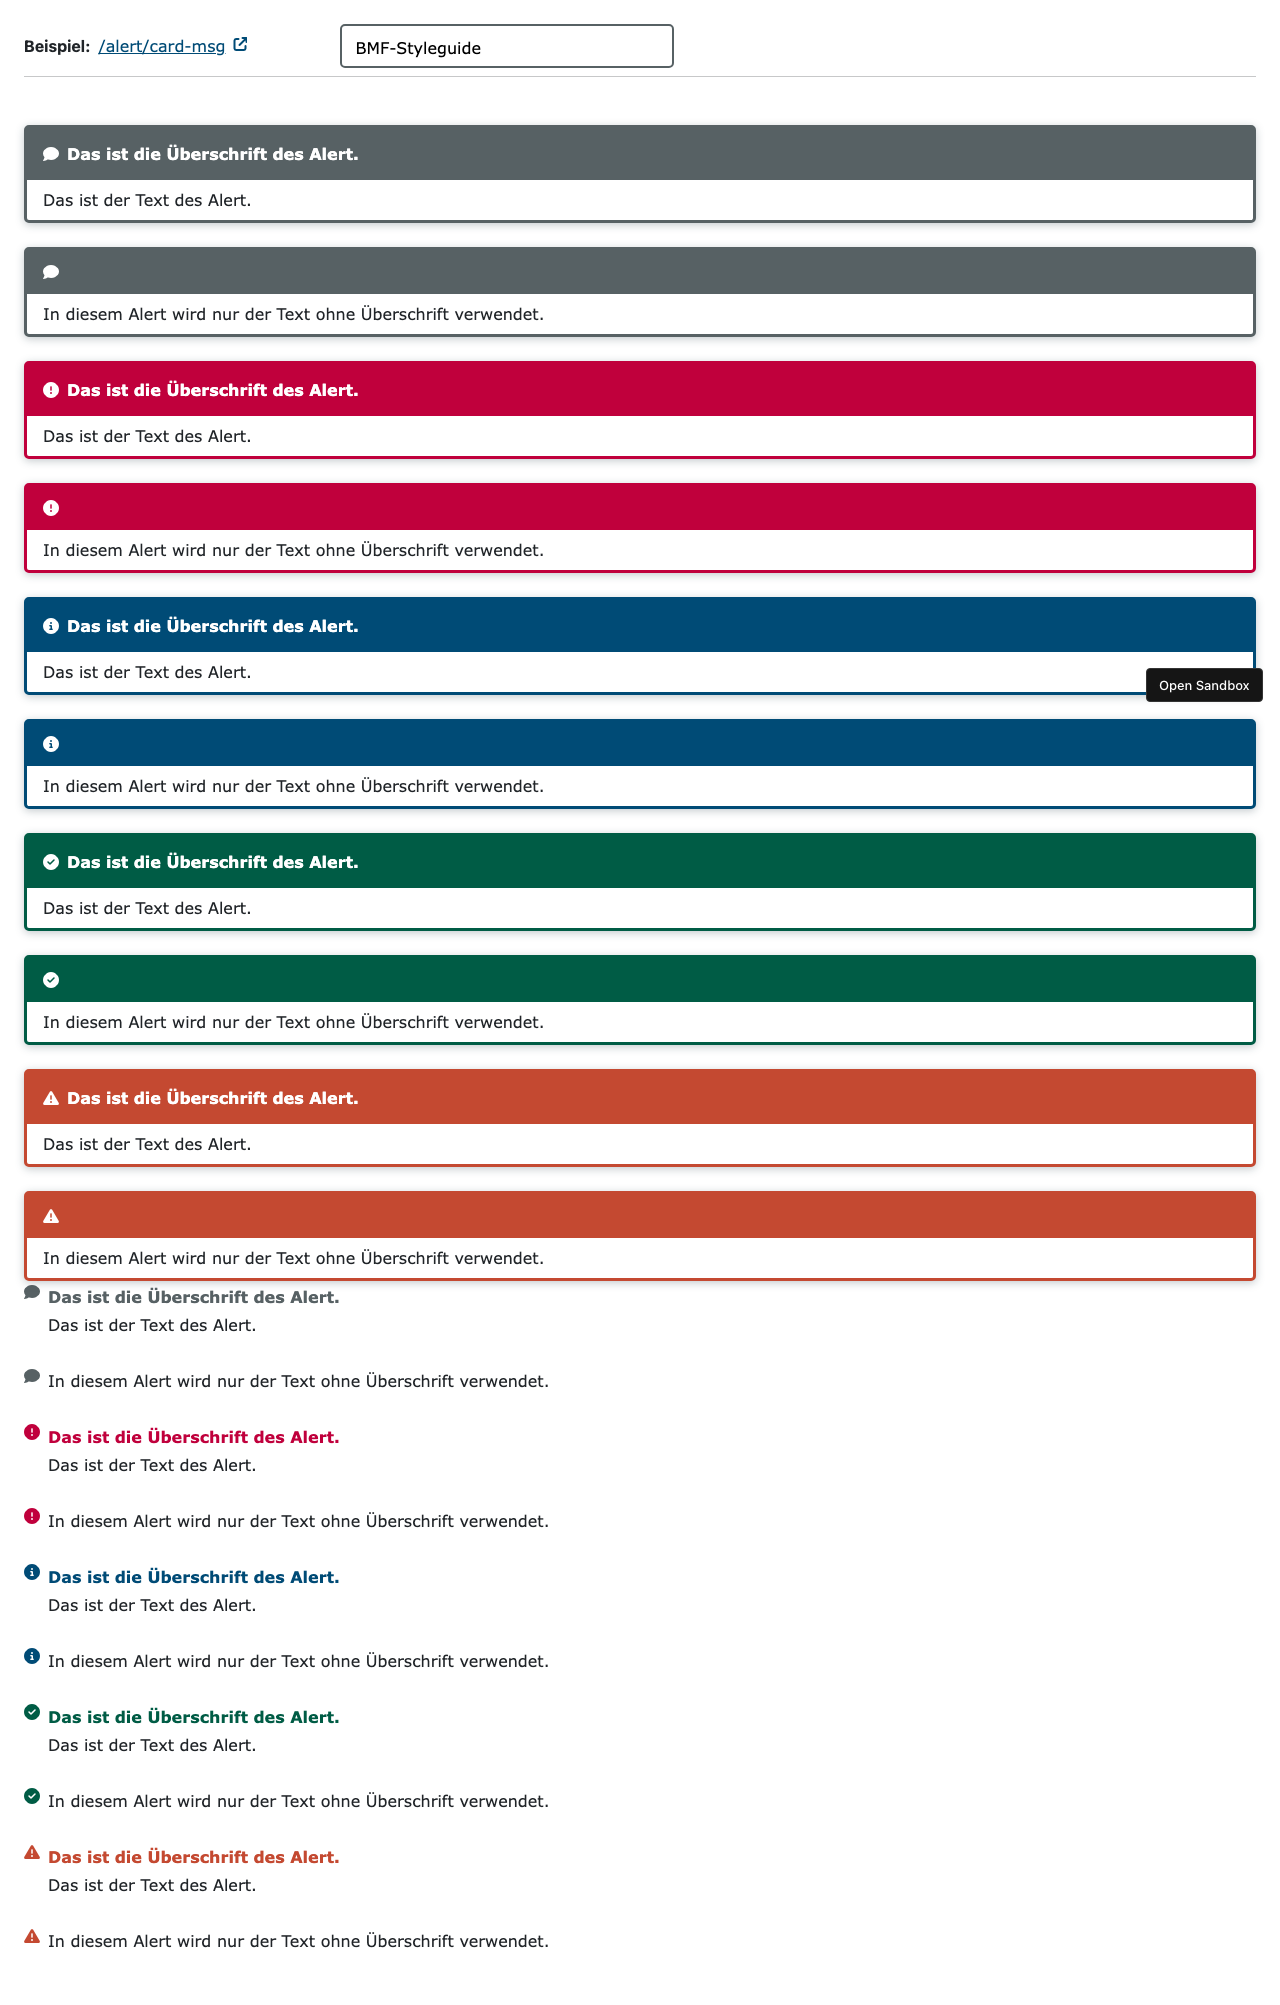 Beispiel: /alert/card-msg
BMF-Styleguide
Das ist die Überschrift des Alert.
Das ist der Text des Alert.
In diesem Alert wird nur der Text ohne Überschrift verwendet.
Das ist die Überschrift des Alert.
Das ist der Text des Alert.
In diesem Alert wird nur der Text ohne Überschrift verwendet.
Das ist die Überschrift des Alert.
Das ist der Text des Alert.
Open Sandbox
In diesem Alert wird nur der Text ohne Überschrift verwendet.
Das ist die Überschrift des Alert.
Das ist der Text des Alert.
In diesem Alert wird nur der Text ohne Überschrift verwendet.
Das ist die Überschrift des Alert.
Das ist der Text des Alert.
In diesem Alert wird nur der Text ohne Überschrift verwendet.
Das ist die Überschrift des Alert.
Das ist der Text des Alert.
In diesem Alert wird nur der Text ohne Überschrift verwendet.
Das ist die Überschrift des Alert.
Das ist der Text des Alert.
In diesem Alert wird nur der Text ohne Überschrift verwendet.
Das ist die Überschrift des Alert.
Das ist der Text des Alert.
In diesem Alert wird nur der Text ohne Überschrift verwendet.
Das ist die Überschrift des Alert.
Das ist der Text des Alert.
In diesem Alert wird nur der Text ohne Überschrift verwendet.
Das ist die Überschrift des Alert.
Das ist der Text des Alert.
In diesem Alert wird nur der Text ohne Überschrift verwendet.